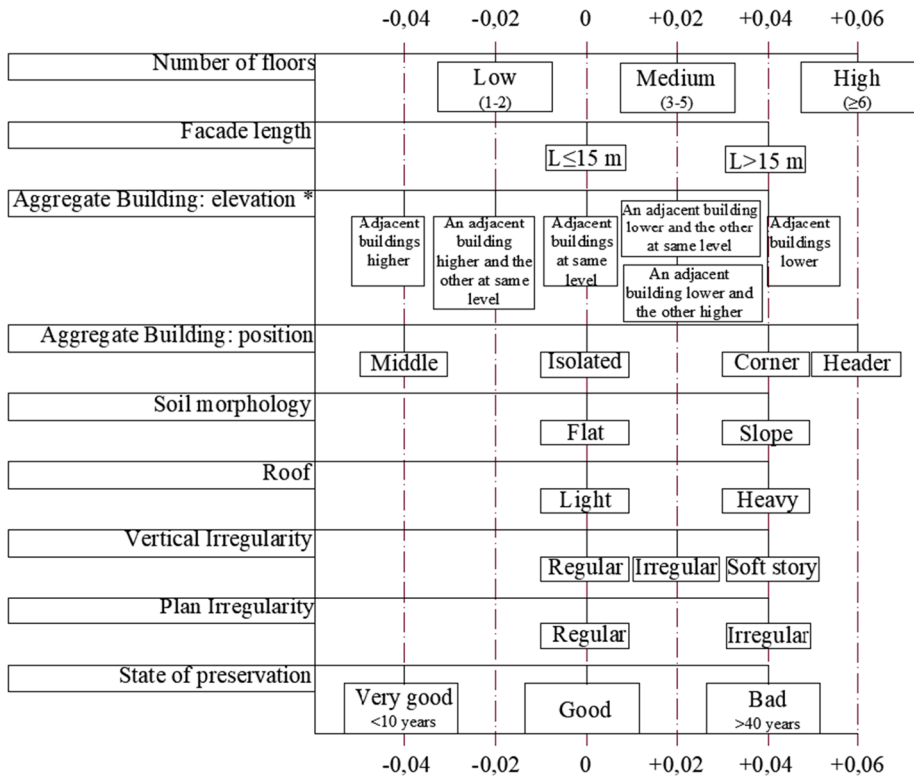 -0,04 -0,02 0 +0,02 +0,04 +0,06
Number of floors
Low Medium High
(1-2) (3-5) (≥6)
Facade length
L≤15 m L>15 m
Aggregate Building: elevation *
Adjacent
buildings
higher
An adjacent
building
higher and the
other at same
level
Adjacent
buildings
at same
level
An adjacent building
lower and the other
at same level
An adjacent
building lower and
the other higher
Adjacent
buildings
lower
Aggregate Building: position
Middle Isolated Corner Header
Soil morphology
Flat Slope
Roof
Light Heavy
Vertical Irregularity
Regular Irregular Soft story
Plan Irregularity
Regular Irregular
State of preservation
Very good
<10 years
Good
Bad
>40 years
-0,04 -0,02 0 +0,02 +0,04 +0,06